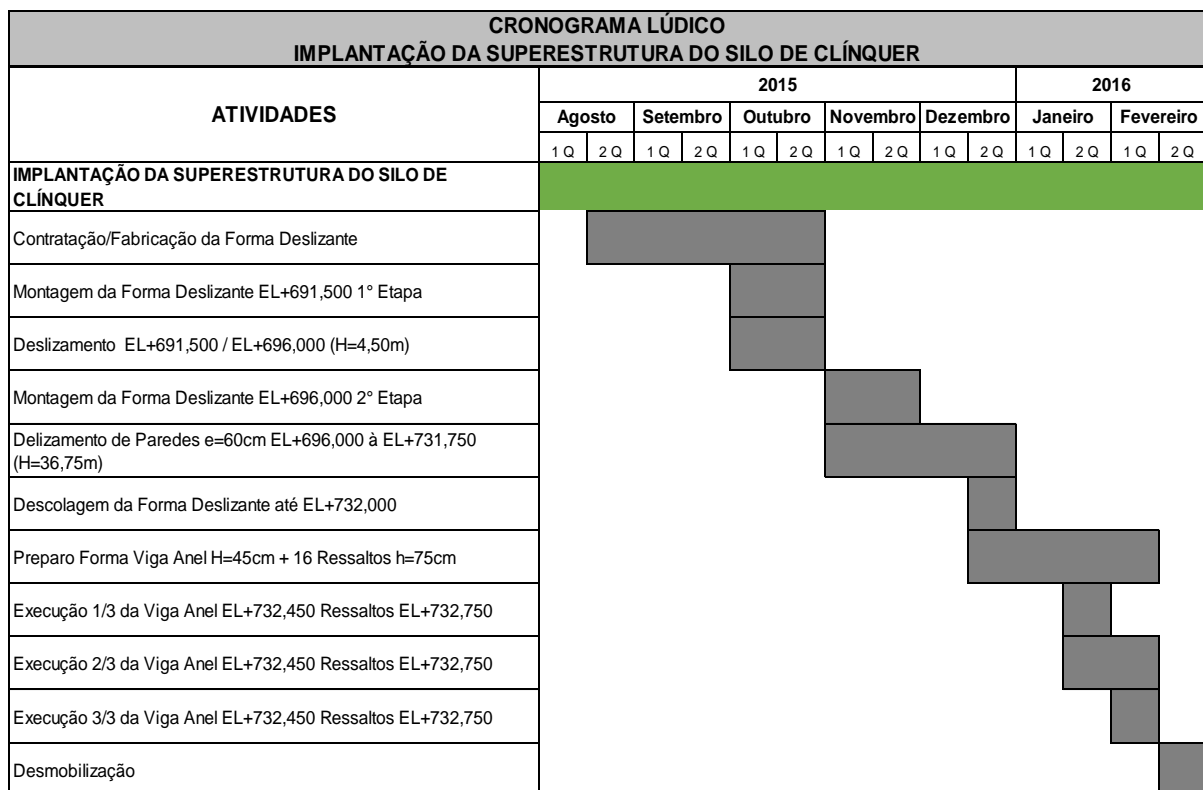 CRONOGRAMA LÚDICO
IMPLANTAÇÃO DA SUPERESTRUTURA DO SILO DE CLÍNQUER
ATIVIDADES
2015 2016
Agosto Setembro Outubro Novembro Dezembro Janeiro Fevereiro
1 Q 2 Q 1 Q 2 Q 1 Q 2 Q 1 Q 2 Q 1 Q 2 Q 1 Q 2 Q 1 Q 2 Q
IMPLANTAÇÃO DA SUPERESTRUTURA DO SILO DE
CLÍNQUER
Contratação/Fabricação da Forma Deslizante
Montagem da Forma Deslizante EL+691,500 1° Etapa
Deslizamento EL+691,500 / EL+696,000 (H=4,50m)
Montagem da Forma Deslizante EL+696,000 2° Etapa
Delizamento de Paredes e=60cm EL+696,000 à EL+731,750
(H=36,75m)
Descolagem da Forma Deslizante até EL+732,000
Preparo Forma Viga Anel H=45cm + 16 Ressaltos h=75cm
Execução 1/3 da Viga Anel EL+732,450 Ressaltos EL+732,750
Execução 2/3 da Viga Anel EL+732,450 Ressaltos EL+732,750
Execução 3/3 da Viga Anel EL+732,450 Ressaltos EL+732,750
Desmobilização